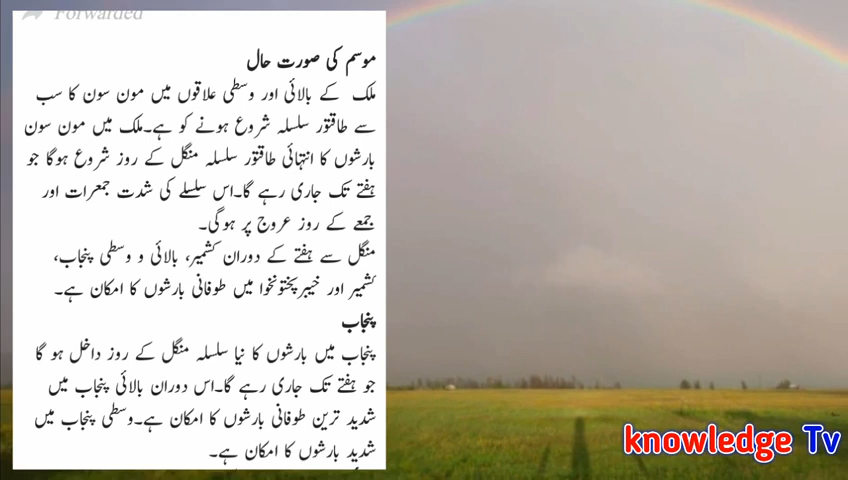 Forwarded
موسم کی صورت حال
ملک کے بالائی اور وسطی علاقوں میں مون سون کا سب
سے طاقتور سلسلہ شروع ہونے کو ہے۔ملک میں مون سون
بارشوں کا انتہائی طاقتور سلسلہ منگل کے روز شروع ہوگا جو
ہفتے تک جاری رہے گا۔اس سلسلے کی شدت جمعرات اور
جمعے کے روز عروج پر ہوگی۔
منگل سے ہفتے کے دوران کشمیر، بالائی و وسطی پنجاب،
کشمیر اور خیبرپختونخوا میں طوفانی بارشوں کا امکان ہے۔
پنجاب
پنجاب میں بارشوں کا نیا سلسلہ منگل کے روز داخل ہو گا
جو ہفتے تک جاری رہے گا۔اس دوران بالائی پنجاب میں
شدید ترین طوفانی بارشوں کا امکان ہے۔وسطی پنجاب میں
شدید بارشوں کا امکان ہے۔
knowledge Tv